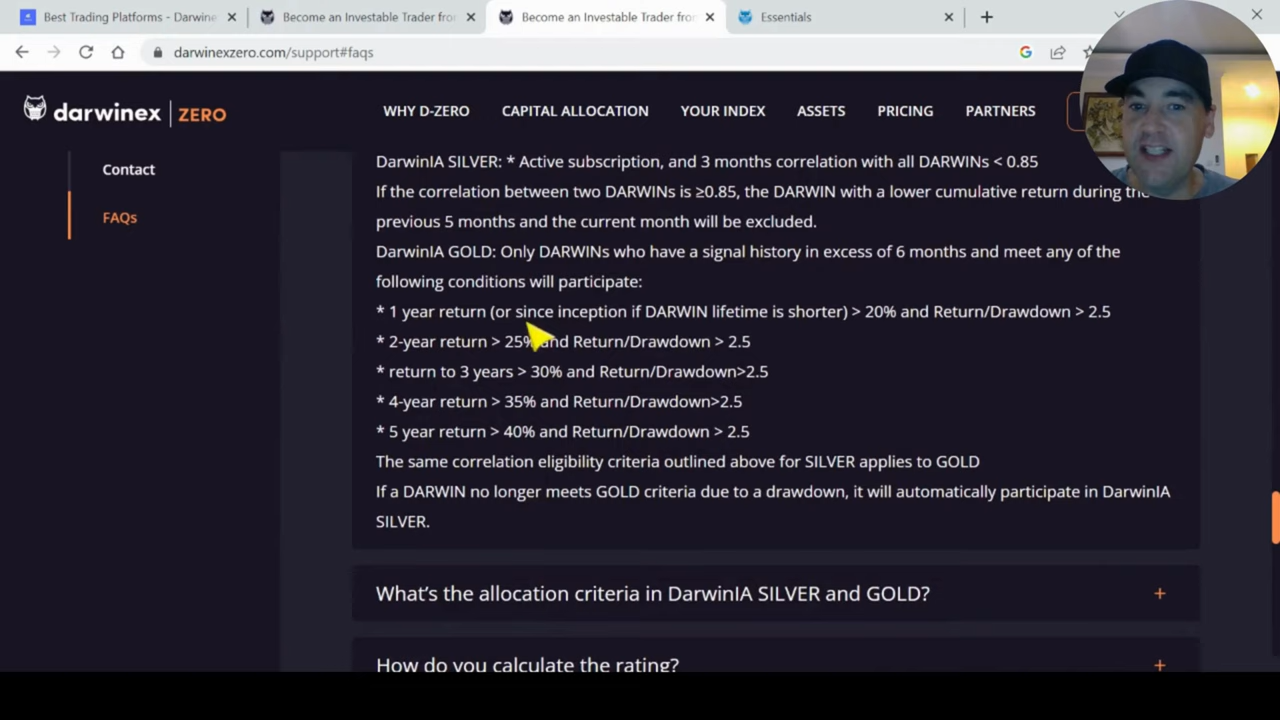 Best Trading Platforms - Darwine
Become an Investable Trader fro
Become an Investable Trader fro
Essentials
darwinexzero.com/support#faqs
darwinex | ZERO
WHY D-ZERO
CAPITAL ALLOCATION
YOUR INDEX
ASSETS
PRICING
PARTNERS
Contact
FAQs
DarwinIA SILVER: * Active subscription, and 3 months correlation with all DARWINs < 0.85
If the correlation between two DARWINs is ≥0.85, the DARWIN with a lower cumulative return during the
previous 5 months and the current month will be excluded.
DarwinIA GOLD: Only DARWINs who have a signal history in excess of 6 months and meet any of the
following conditions will participate:
* 1 year return (or since inception if DARWIN lifetime is shorter) > 20% and Return/Drawdown > 2.5
* 2-year return > 25% and Return/Drawdown > 2.5
* return to 3 years > 30% and Return/Drawdown>2.5
* 4-year return > 35% and Return/Drawdown>2.5
* 5 year return > 40% and Return/Drawdown > 2.5
The same correlation eligibility criteria outlined above for SILVER applies to GOLD
If a DARWIN no longer meets GOLD criteria due to a drawdown, it will automatically participate in DarwinIA
SILVER.
What's the allocation criteria in DarwinIA SILVER and GOLD?
How do you calculate the rating?